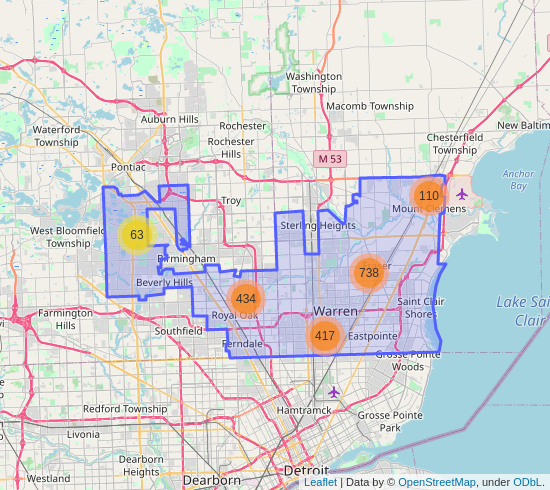 Washington
Township
Macomb Township
Auburn Hills
Rochester
Rochester
Hills
Waterford
Township
Chesterfield
Township
New Baltim
Pontiac
M 53
Anchor
Bay
Troy
110
Mount Clemens
West Bloomfield
Township
63
Sterling Heights
Birmingham
Beverly Hills
738
434
Royal Oak
Warren
Saint Clair
Shores
Lake Sai
Clair
Farmington
Hills
Southfield
417
Eastpointe
Ferndale
Grosse Pointe
Woods
Redford Township
Hamtramck
Grosse Pointe
Park
Livonia
Dearborn
Heights
Westland
Dearborn
Detroit
Leaflet | Data by © OpenStreetMap, under ODbL.